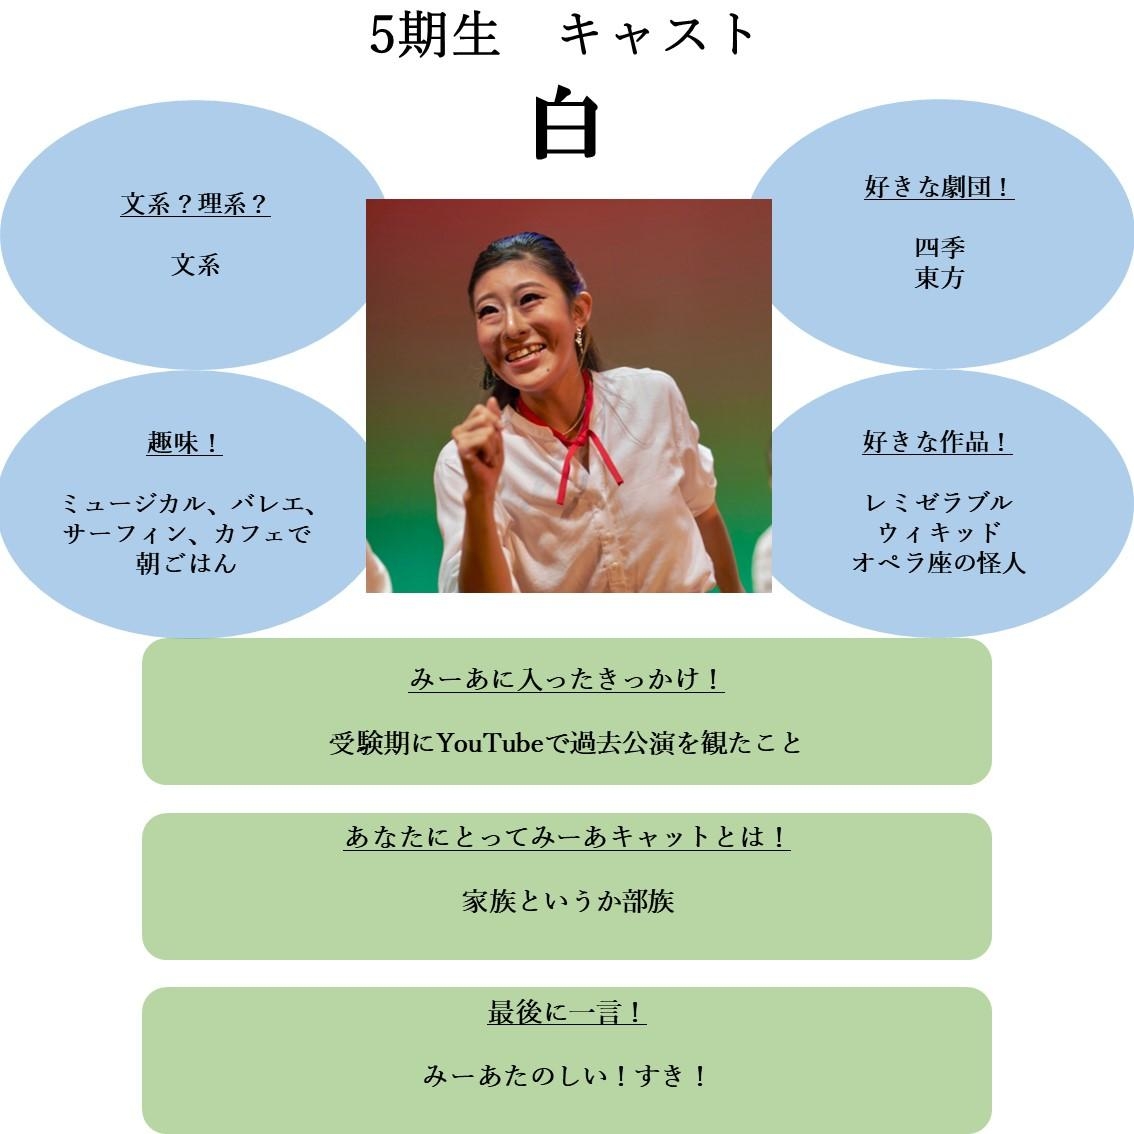 5期生　キャスト
白
文系？理系？
文系
好きな劇団！
四季
東方
趣味！
ミュージカル、バレエ、
サーフィン、カフェで
朝ごはん
好きな作品！
レミゼラブル
ウィキッド
オペラ座の怪人
みーあに入ったきっかけ！
受験期にYouTubeで過去公演を観たこと
あなたにとってみーあキャットとは！
家族というか部族
最後に一言！
みーあたのしい！すき！